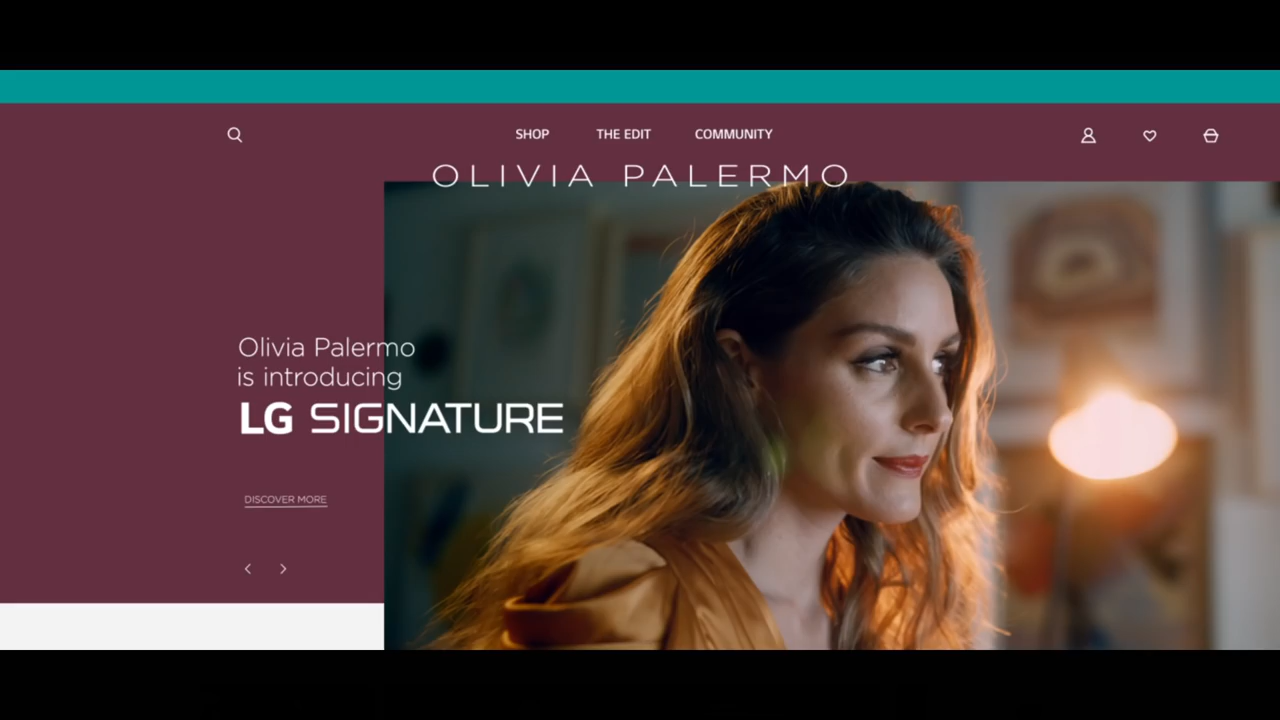 SHOP THE EDIT COMMUNITY
OLIVIA PALERMO
Olivia Palermo
is introducing
LG SIGNATURE
DISCOVER MORE